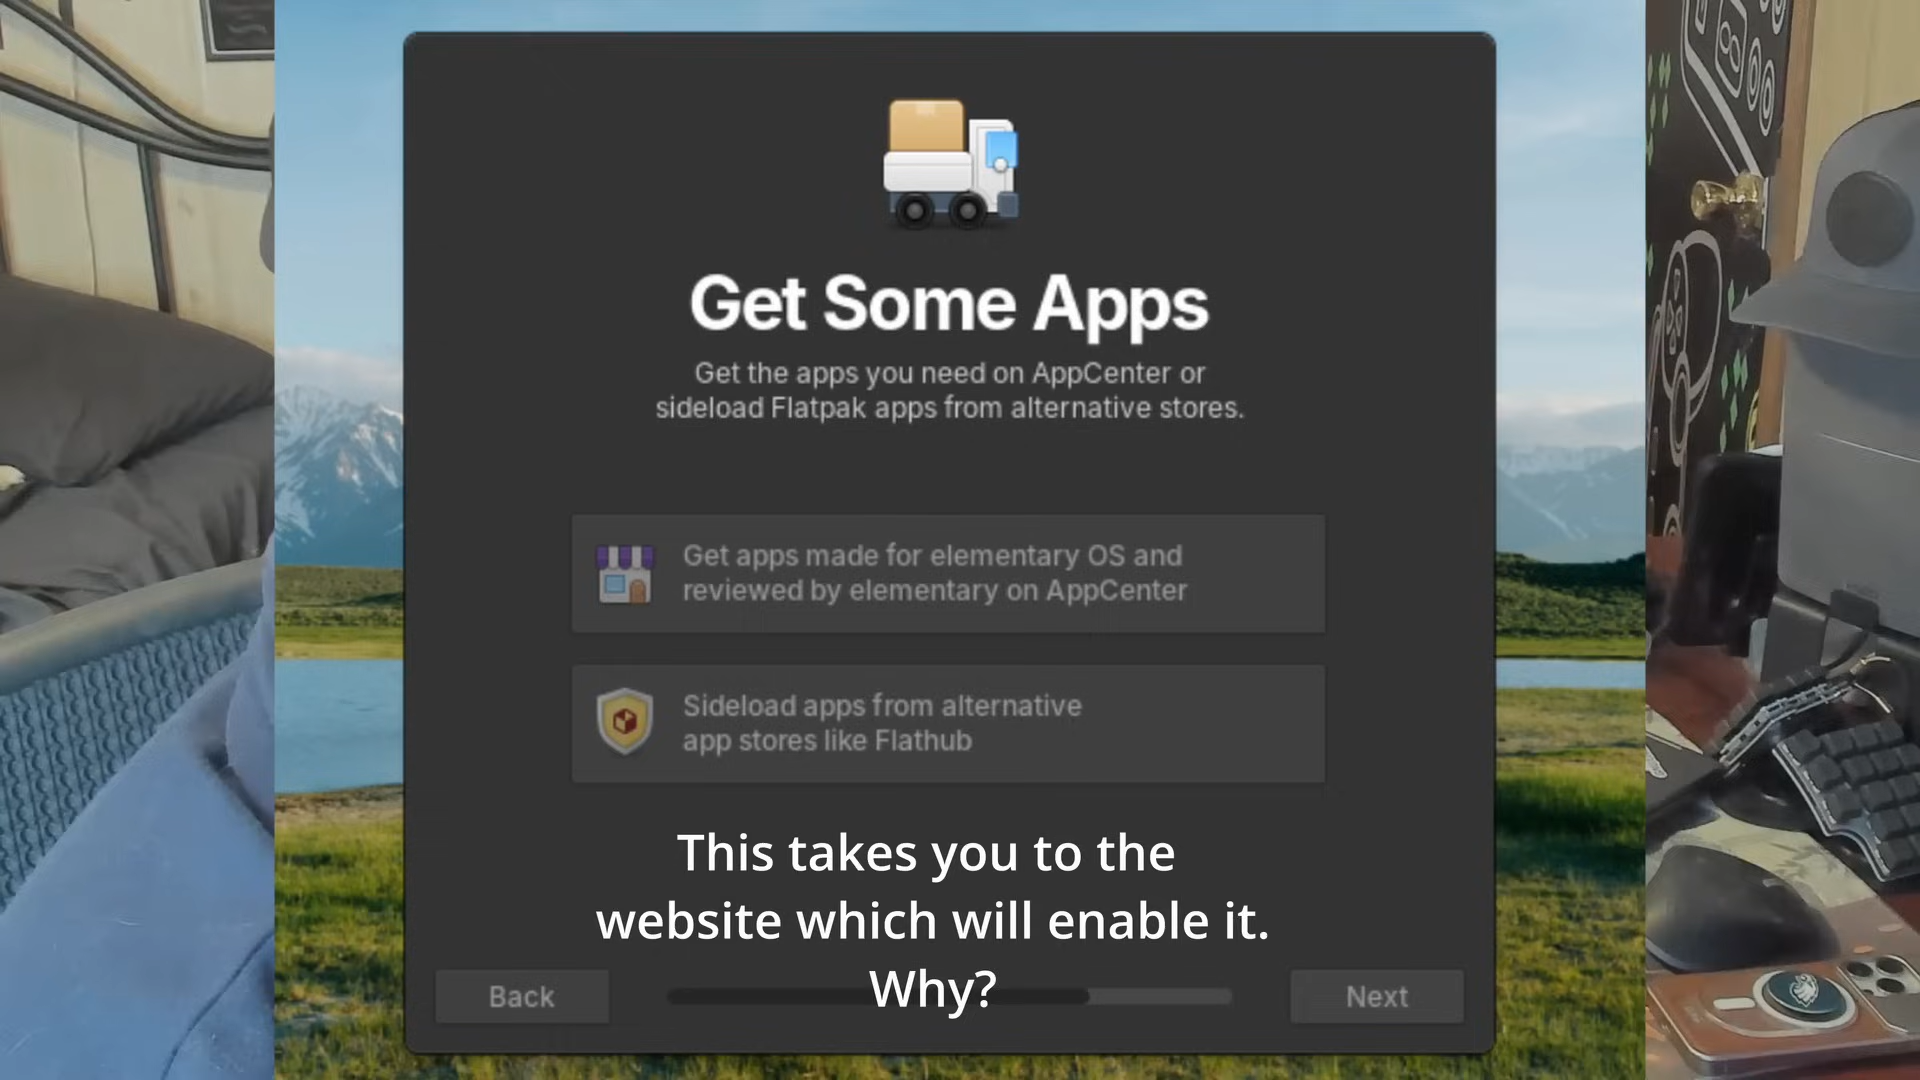 Get Some Apps
Get the apps you need on AppCenter or
sideload Flatpak apps from alternative stores.
Get apps made for elementary OS and
reviewed by elementary on AppCenter
Sideload apps from alternative
app stores like Flathub
This takes you to the
website which will enable it.
Why?
Back
Next